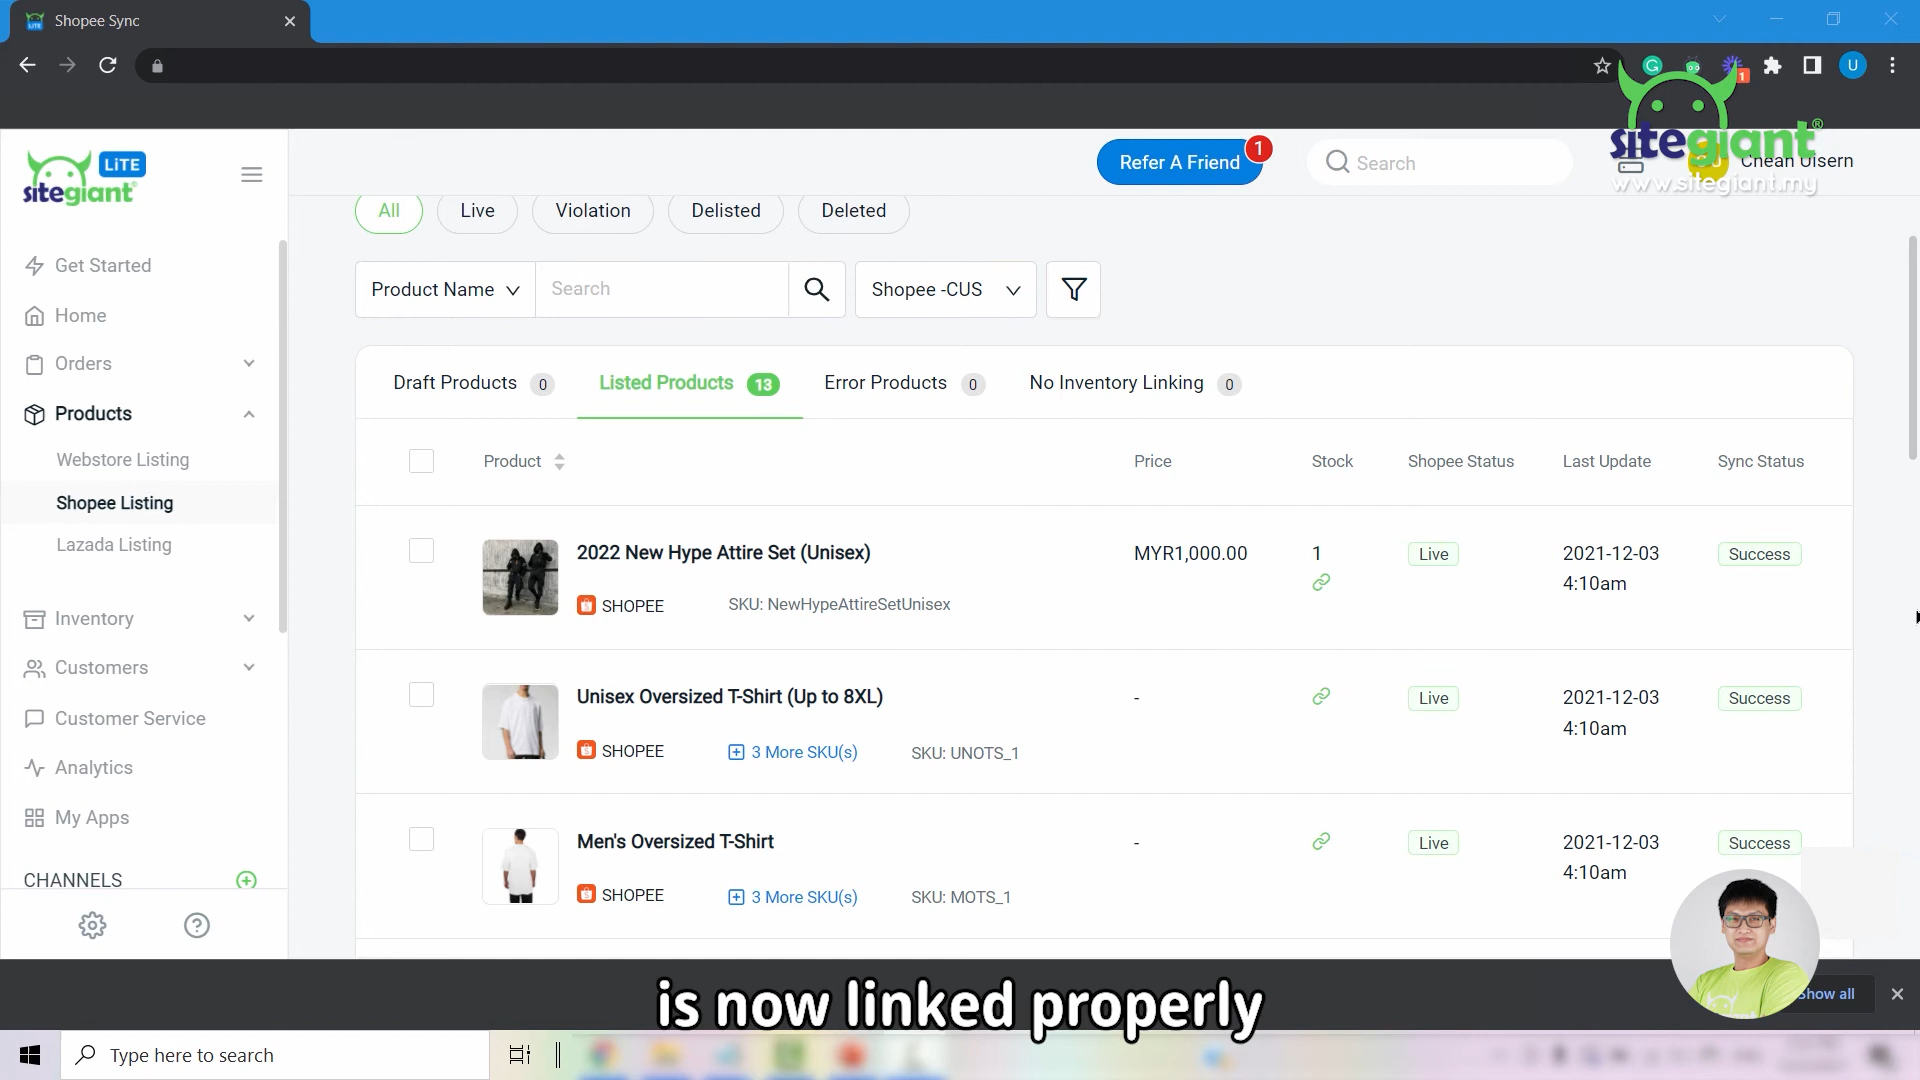 Shopee Sync
U
1
sitegiant LiTE
Refer A Friend 1
Search
Chean Uisern
sitegiant®
www.sitegiant.my
Get Started
Home
Orders
Products
Webstore Listing
Shopee Listing
Lazada Listing
Inventory
Customers
Customer Service
Analytics
My Apps
CHANNELS
All Live Violation Delisted Deleted
Product Name Search Shopee -CUS
Draft Products 0 Listed Products 13 Error Products 0 No Inventory Linking 0
Product Price Stock Shopee Status Last Update Sync Status
2022 New Hype Attire Set (Unisex) MYR1,000.00 1 Live 2021-12-03 Success
4:10am
SHOPEE SKU: NewHypeAttireSetUnisex
Unisex Oversized T-Shirt (Up to 8XL) - Live 2021-12-03 Success
4:10am
SHOPEE 3 More SKU(s) SKU: UNOTS_1
Men's Oversized T-Shirt - Live 2021-12-03 Success
4:10am
SHOPEE 3 More SKU(s) SKU: MOTS_1
is now linked properly
Show all
Type here to search